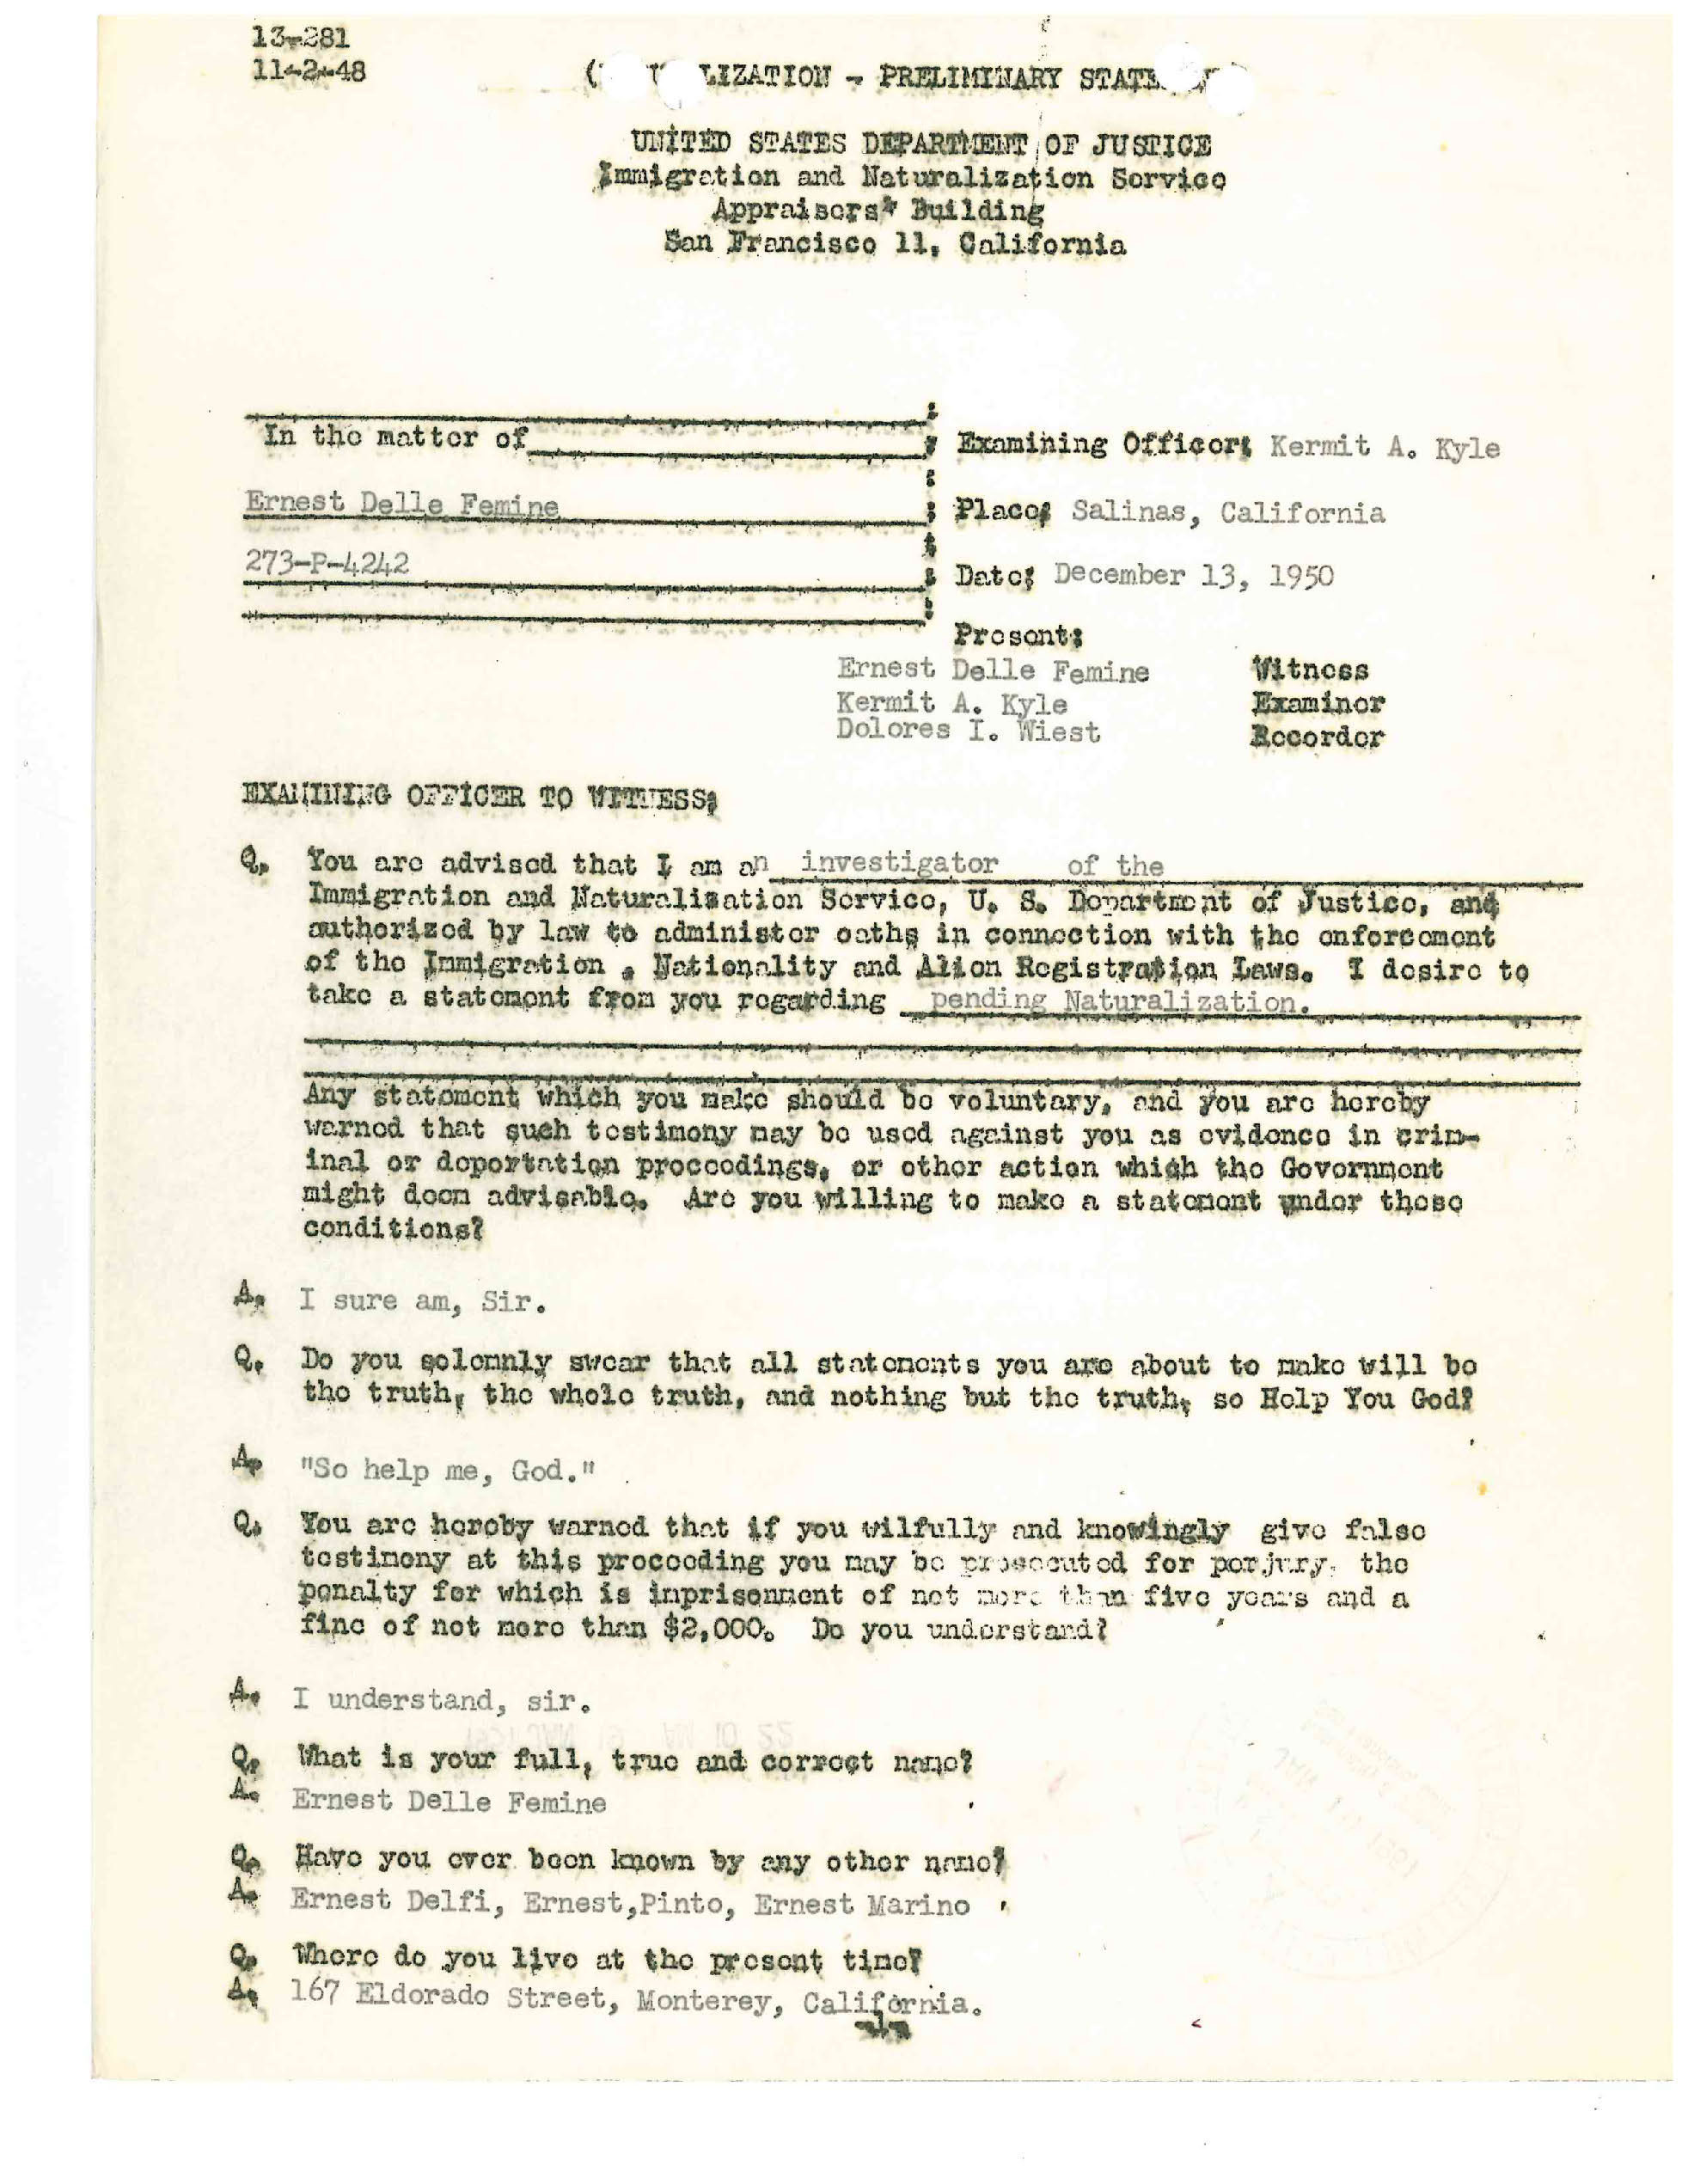 13-281
11-2-48
LIZATION - PRELIMINARY STATE
UNITED STATES DEPARTMENT OF JUSTICE
Immigration and Naturalization Service
Appraisers' Building
San Francisco 11, California
In the matter of
Examining Officer: Kermit A. Kyle
Ernest Delle Femine
Place: Salinas, California
273-P-4242
Date: December 13, 1950
Present:
Ernest Delle Femine Witness
Kermit A. Kyle Examiner
Dolores I. Wiest Recorder
EXAMINING OFFICER TO WITNESS:
Q. You are advised that I am an investigator of the
Immigration and Naturalization Service, U. S. Department of Justice, and
authorized by law to administer oaths in connection with the enforcement
of the Immigration, Nationality and Alien Registration Laws. I desire to
take a statement from you regarding pending Naturalization.
Any statement which you make should be voluntary, and you are hereby
warned that such testimony may be used against you as evidence in crim-
inal or deportation proceedings, or other action which the Government
might deem advisable. Are you willing to make a statement under these
conditions?
A. I sure am, Sir.
Q. Do you solemnly swear that all statements you are about to make will be
the truth, the whole truth, and nothing but the truth, so Help You God?
A. "So help me, God."
Q. You are hereby warned that if you wilfully and knowingly give false
testimony at this proceeding you may be prosecuted for perjury, the
penalty for which is imprisonment of not more than five years and a
fine of not more than $2,000. Do you understand?
A. I understand, sir.
Q. What is your full, true and correct name?
A. Ernest Delle Femine
Q. Have you ever been known by any other name?
A. Ernest Delfi, Ernest,Pinto, Ernest Marino
Q. Where do you live at the present time?
A. 167 Eldorado Street, Monterey, California.
-1-